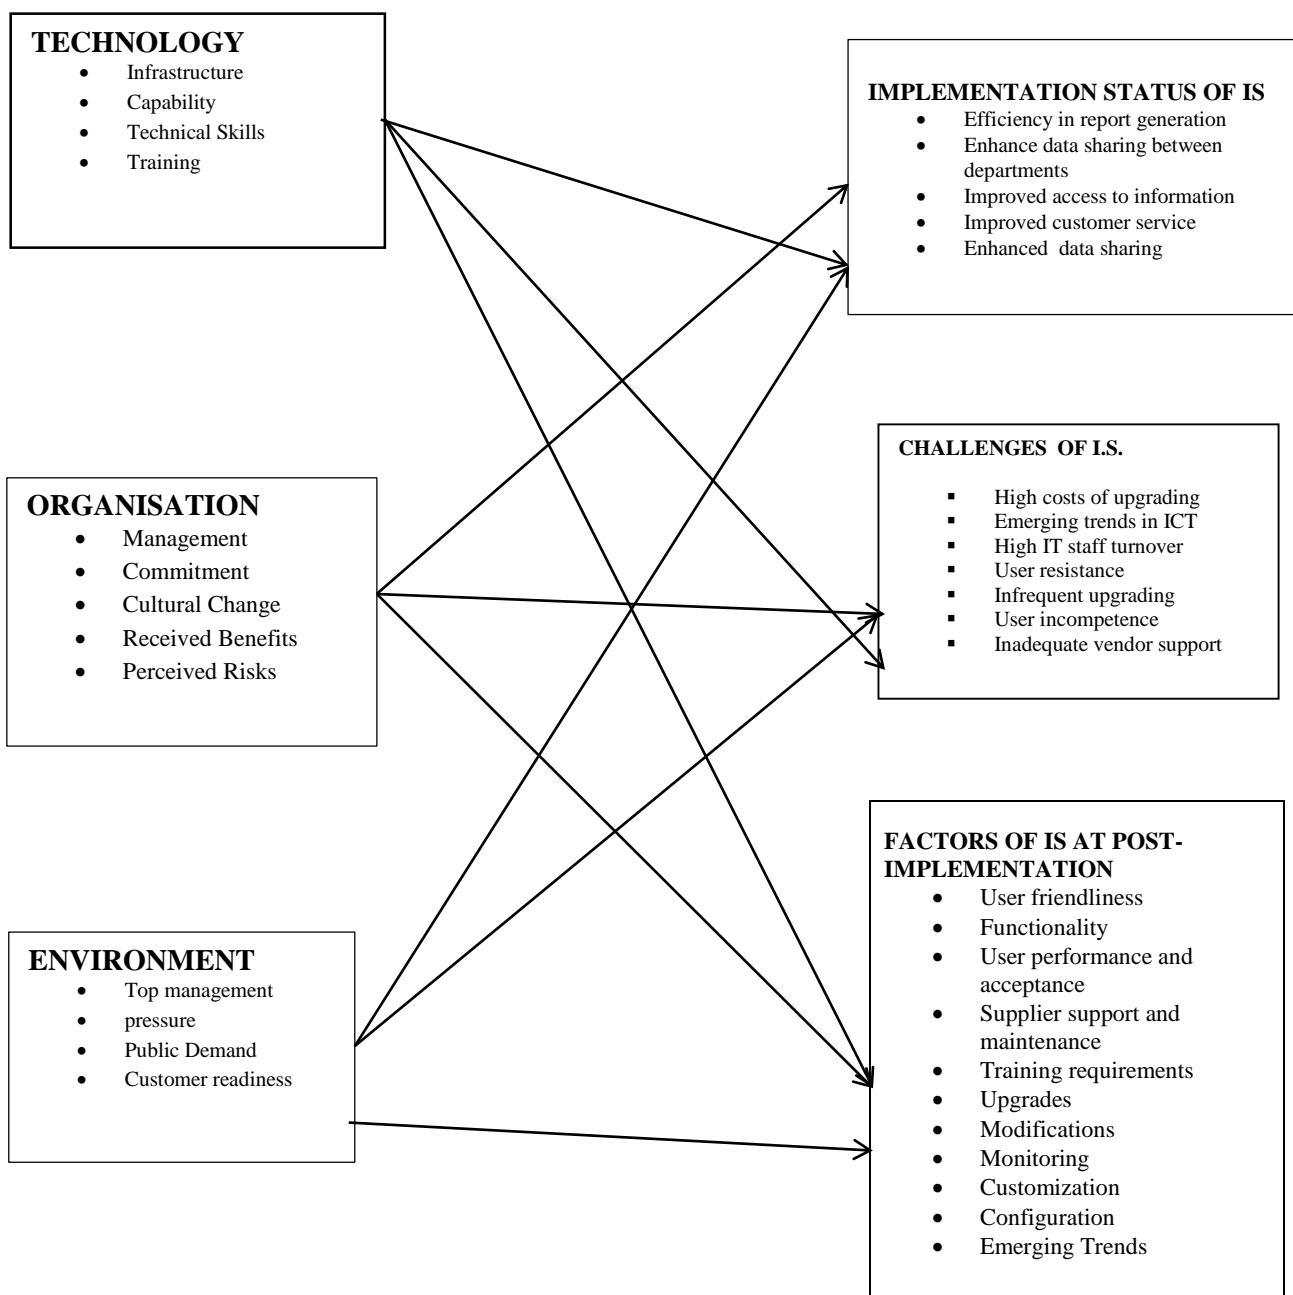 TECHNOLOGY
• Infrastructure
• Capability
• Technical Skills
• Training
ORGANISATION
• Management
• Commitment
• Cultural Change
• Received Benefits
• Perceived Risks
ENVIRONMENT
• Top management
• pressure
• Public Demand
• Customer readiness
IMPLEMENTATION STATUS OF IS
• Efficiency in report generation
• Enhance data sharing between
departments
• Improved access to information
• Improved customer service
• Enhanced data sharing
CHALLENGES OF I.S.
▪ High costs of upgrading
▪ Emerging trends in ICT
▪ High IT staff turnover
▪ User resistance
▪ Infrequent upgrading
▪ User incompetence
▪ Inadequate vendor support
FACTORS OF IS AT POST-
IMPLEMENTATION
• User friendliness
• Functionality
• User performance and
acceptance
• Supplier support and
maintenance
• Training requirements
• Upgrades
• Modifications
• Monitoring
• Customization
• Configuration
• Emerging Trends